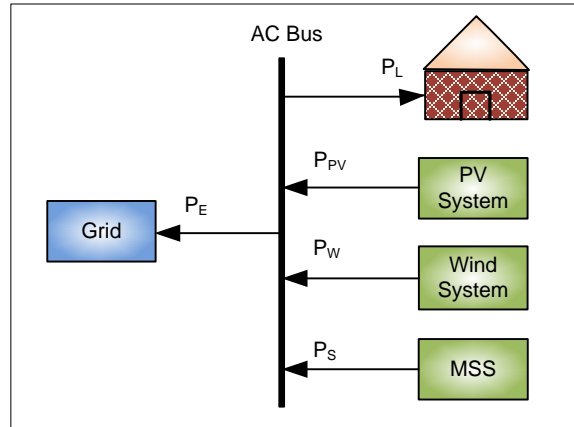 AC Bus
P_L
P_PV
PV
System
P_E
Grid
P_W
Wind
System
P_S
MSS